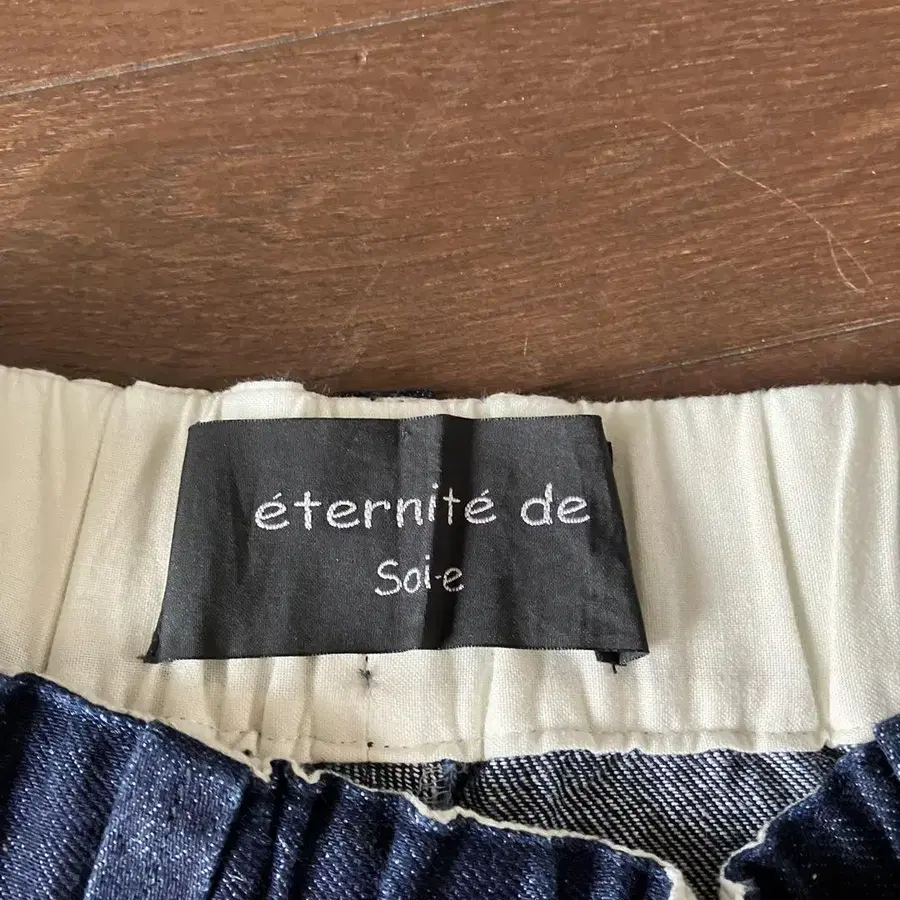 éternité de
Soi-e